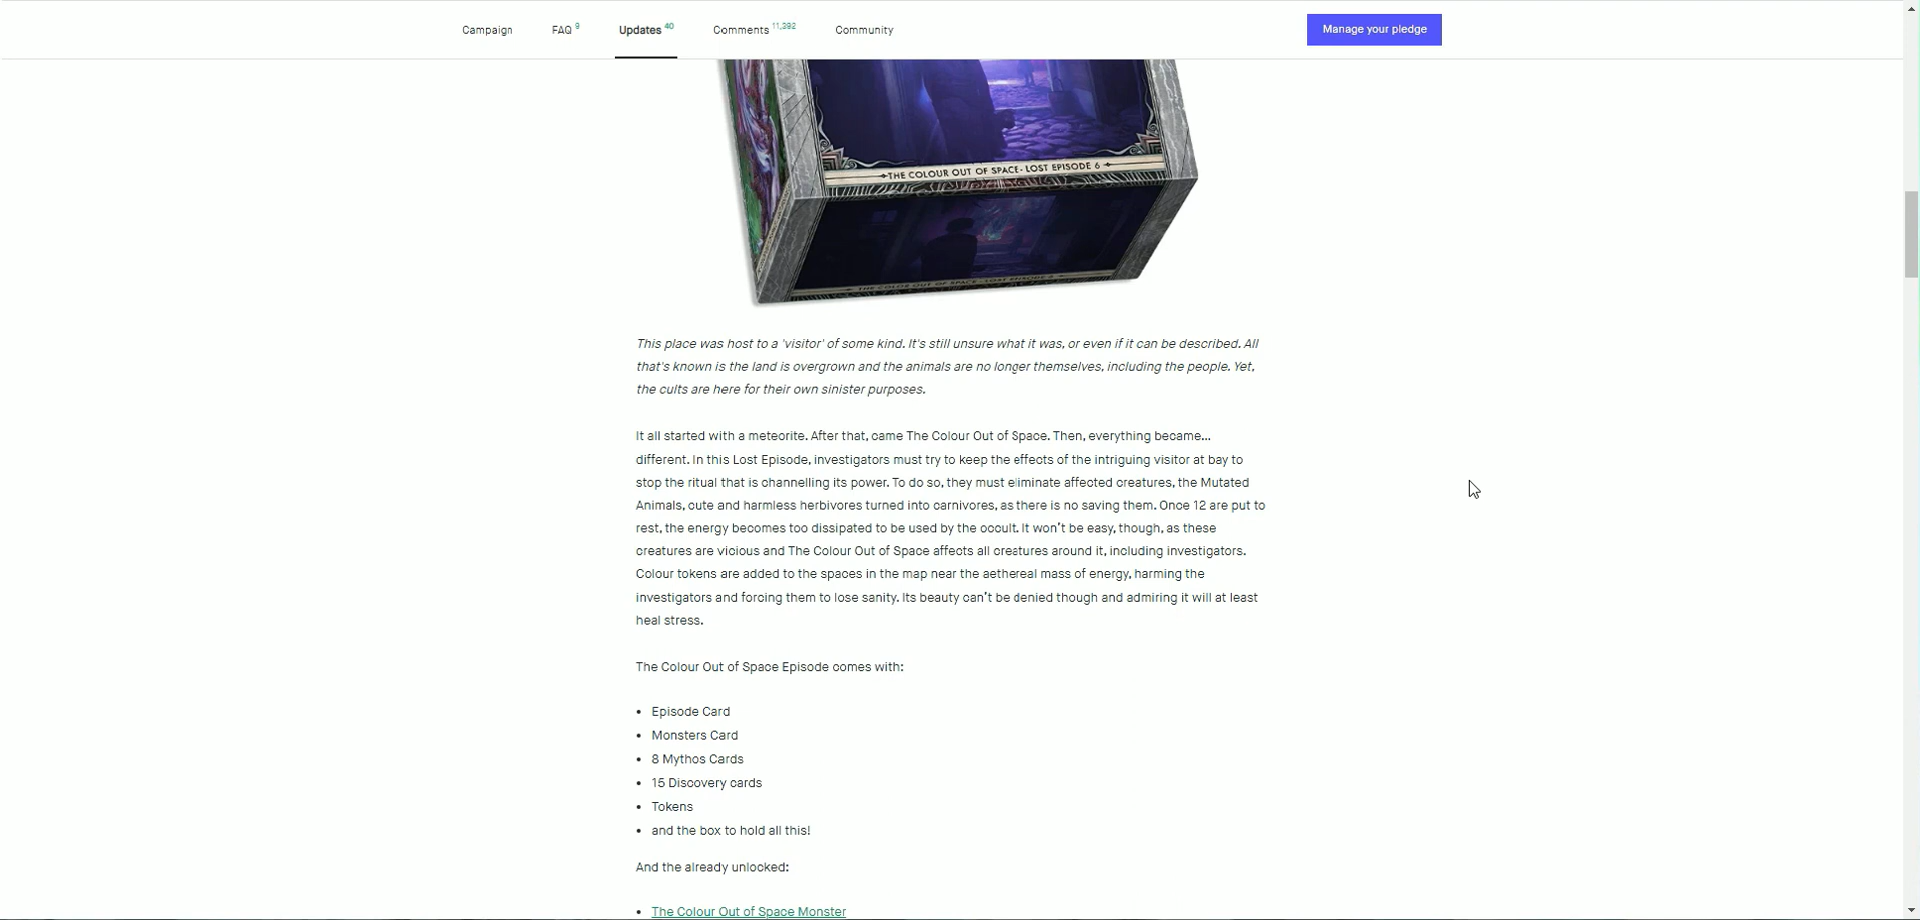 Campaign FAQ 9 Updates 40 Comments 11,392 Community Manage your pledge
THE COLOUR OUT OF SPACE - LOST EPISODE 6
THE COLOR OUT OF SPACE - LOST EPISODE
This place was host to a 'visitor' of some kind. It's still unsure what it was, or even if it can be described. All
that's known is the land is overgrown and the animals are no longer themselves, including the people. Yet,
the cults are here for their own sinister purposes.
It all started with a meteorite. After that, came The Colour Out of Space. Then, everything became...
different. In this Lost Episode, investigators must try to keep the effects of the intriguing visitor at bay to
stop the ritual that is channelling its power. To do so, they must eliminate affected creatures, the Mutated
Animals, cute and harmless herbivores turned into carnivores, as there is no saving them. Once 12 are put to
rest, the energy becomes too dissipated to be used by the occult. It won't be easy, though, as these
creatures are vicious and The Colour Out of Space affects all creatures around it, including investigators.
Colour tokens are added to the spaces in the map near the aethereal mass of energy, harming the
investigators and forcing them to lose sanity. Its beauty can't be denied though and admiring it will at least
heal stress.
The Colour Out of Space Episode comes with:
• Episode Card
• Monsters Card
• 8 Mythos Cards
• 15 Discovery cards
• Tokens
• and the box to hold all this!
And the already unlocked:
• The Colour Out of Space Monster